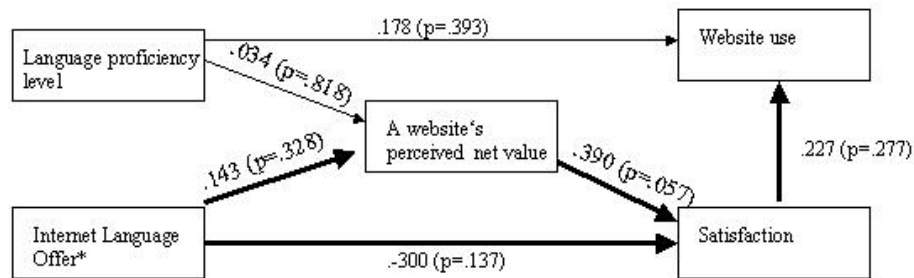 .178 (p=.393)
Website use
Language proficiency
level
.034 (p=.818)
A website's
perceived net value
.143 (p=.328)
.390 (p=.057)
.227 (p=.277)
Internet Language
Offer*
Satisfaction
.-300 (p=.137)